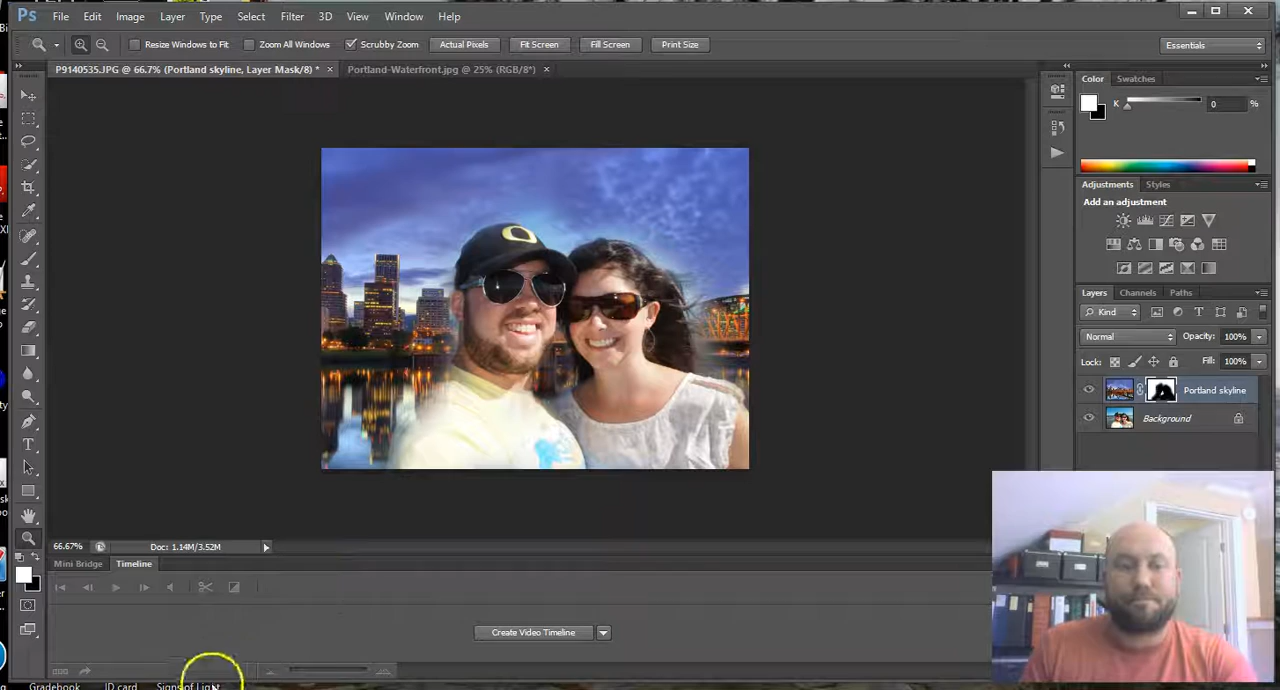 Ps File Edit Image Layer Type Select Filter 3D View Window Help
Resize Windows to Fit Zoom All Windows Scrubby Zoom Actual Pixels Fit Screen Fill Screen Print Size Essentials
P9140535.JPG @ 66.7% (Portland skyline, Layer Mask/8) * × Portland-Waterfront.jpg @ 25% (RGB/8*) ×
Color Swatches
K 0 %
Adjustments Styles
Add an adjustment
Layers Channels Paths
Kind
Normal Opacity: 100%
Lock: Fill: 100%
Portland skyline
Background
66.67% Doc: 1.14M/3.52M
Mini Bridge Timeline
Create Video Timeline
Gradebook ID card Signs of Light